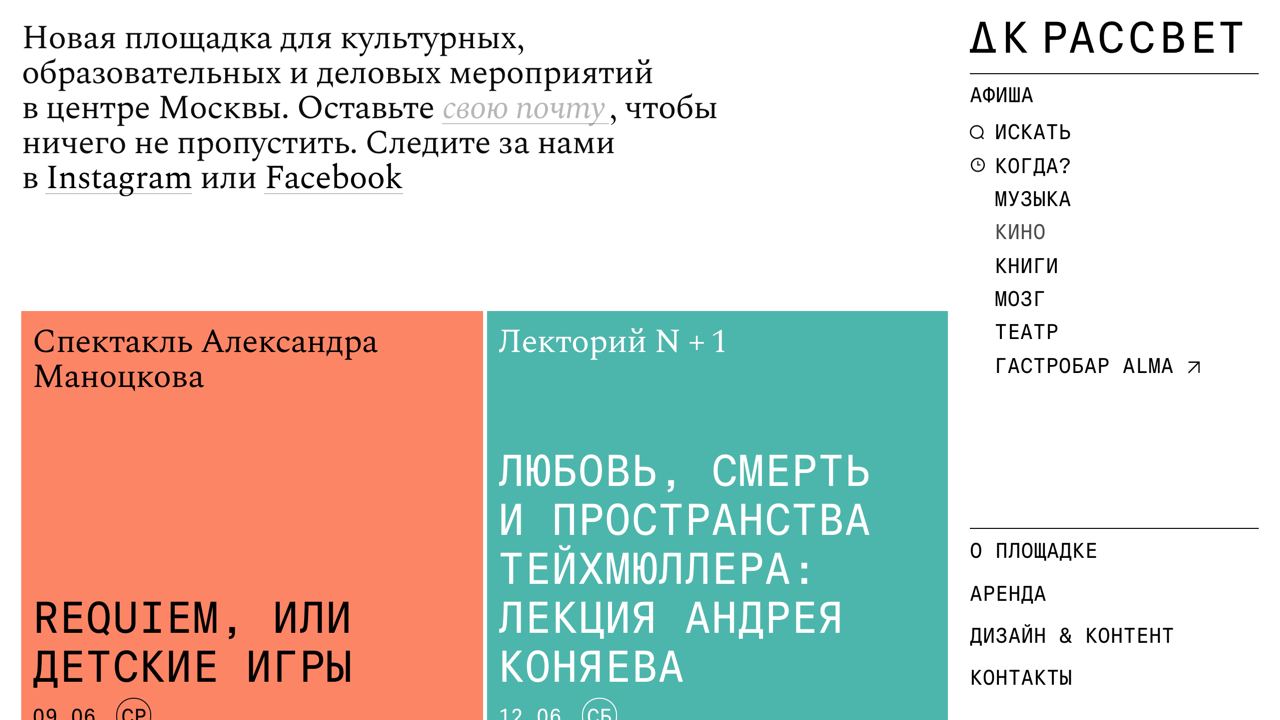 Новая площадка для культурных,
образовательных и деловых мероприятий
в центре Москвы. Оставьте свою почту, чтобы
ничего не пропустить. Следите за нами
в Instagram или Facebook
Спектакль Александра
Маноцкова
REQUIEM, ИЛИ
ДЕТСКИЕ ИГРЫ
09.06 СР
Лекторий N + 1
ЛЮБОВЬ, СМЕРТЬ
И ПРОСТРАНСТВА
ТЕЙХМЮЛЛЕРА:
ЛЕКЦИЯ АНДРЕЯ
КОНЯЕВА
12.06 СБ
ДК РАССВЕТ
АФИША
ИСКАТЬ
КОГДА?
МУЗЫКА
КИНО
КНИГИ
МОЗГ
ТЕАТР
ГАСТРОБАР ALMA ↗
О ПЛОЩАДКЕ
АРЕНДА
ДИЗАЙН & КОНТЕНТ
КОНТАКТЫ